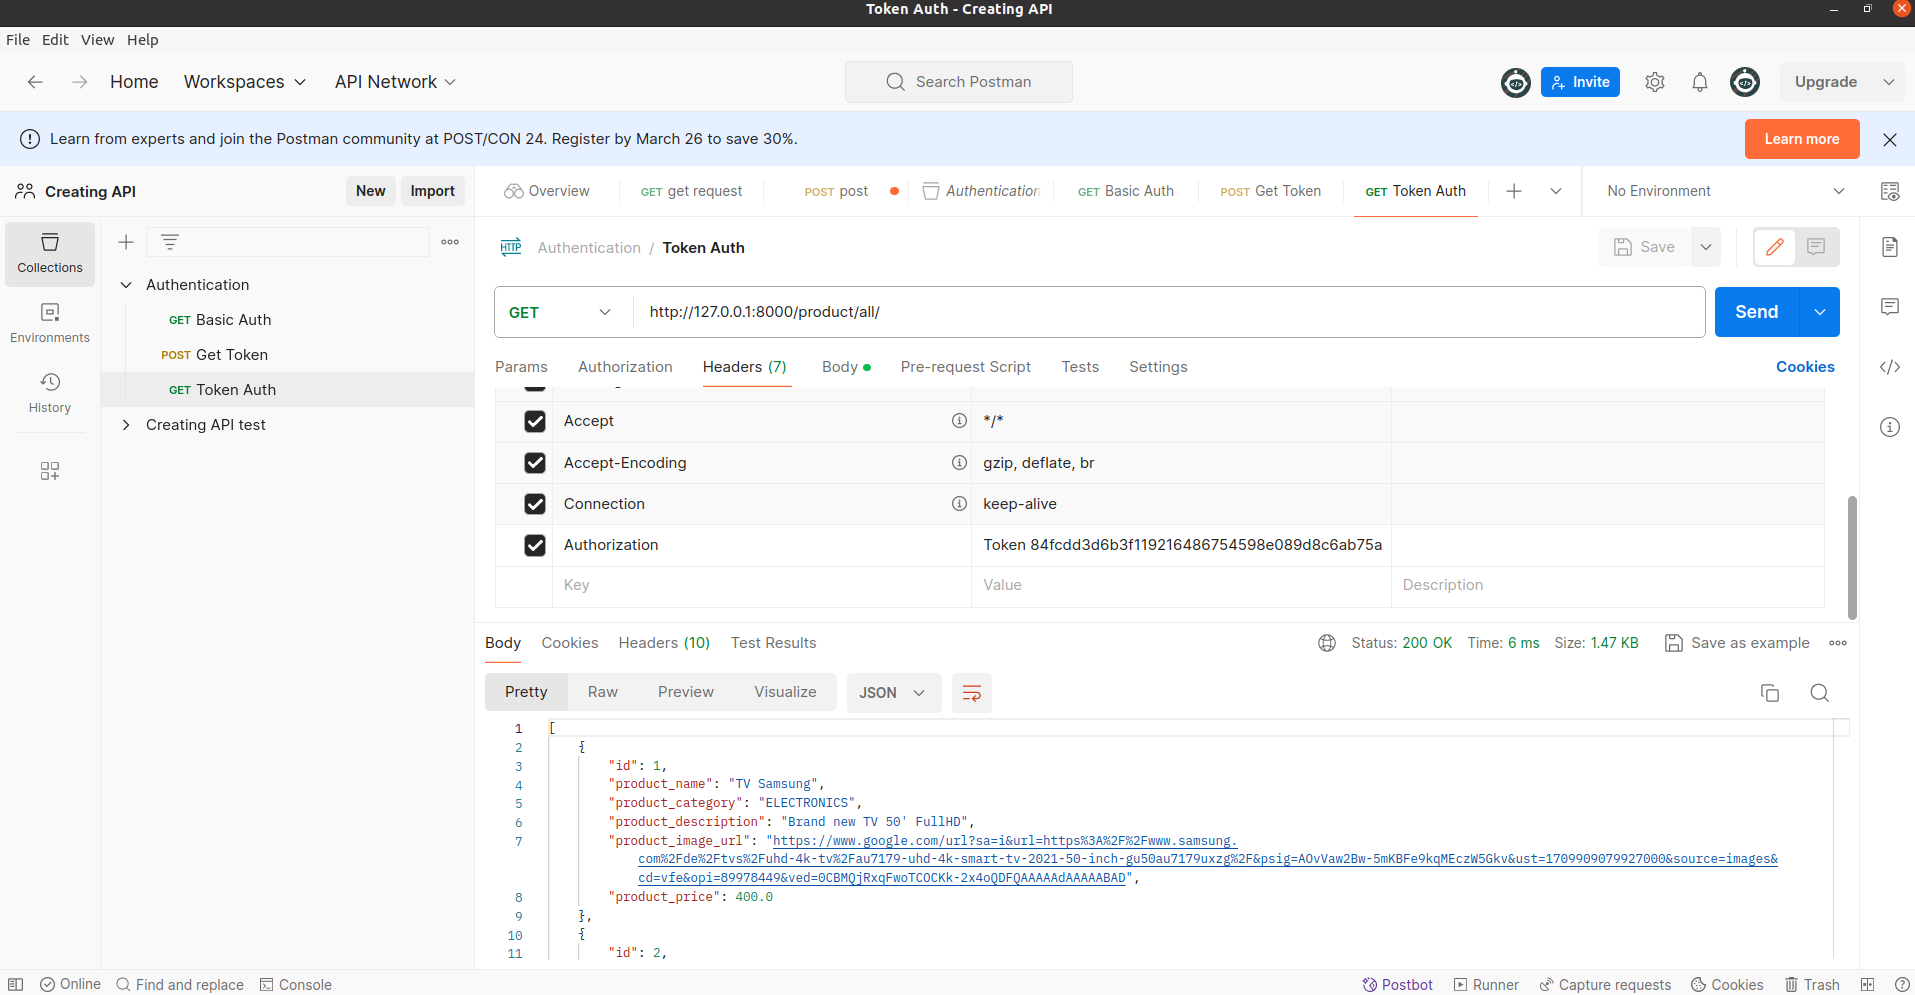 Token Auth - Creating API
File Edit View Help
Home Workspaces API Network Search Postman Invite Upgrade
Learn from experts and join the Postman community at POST/CON 24. Register by March 26 to save 30%. Learn more
Creating API New Import Overview GET get request POST post Authentication GET Basic Auth POST Get Token GET Token Auth No Environment
Collections
Environments
History
Authentication
GET Basic Auth
POST Get Token
GET Token Auth
Creating API test
HTTP Authentication / Token Auth Save
GET http://127.0.0.1:8000/product/all/ Send
Params Authorization Headers (7) Body Pre-request Script Tests Settings Cookies
Accept */*
Accept-Encoding gzip, deflate, br
Connection keep-alive
Authorization Token 84fcdd3d6b3f119216486754598e089d8c6ab75a
Key Value Description
Body Cookies Headers (10) Test Results Status: 200 OK Time: 6 ms Size: 1.47 KB Save as example
Pretty Raw Preview Visualize JSON
1 [
2 {
3 "id": 1,
4 "product_name": "TV Samsung",
5 "product_category": "ELECTRONICS",
6 "product_description": "Brand new TV 50' FullHD",
7 "product_image_url": "https://www.google.com/url?sa=i&url=https%3A%2F%2Fwww.samsung.
com%2Fde%2Ftvs%2Fuhd-4k-tv%2Fau7179-uhd-4k-smart-tv-2021-50-inch-gu50au7179uxzg%2F&psig=AOvVaw2Bw-5mKBFe9kqMEczW5Gkv&ust=1709909079927000&source=images&
cd=vfe&opi=89978449&ved=0CBMQjRxqFwoTCOCKk-2x4oQDFQAAAAAdAAAAABAD",
8 "product_price": 400.0
9 },
10 {
11 "id": 2,
Online Find and replace Console Postbot Runner Capture requests Cookies Trash